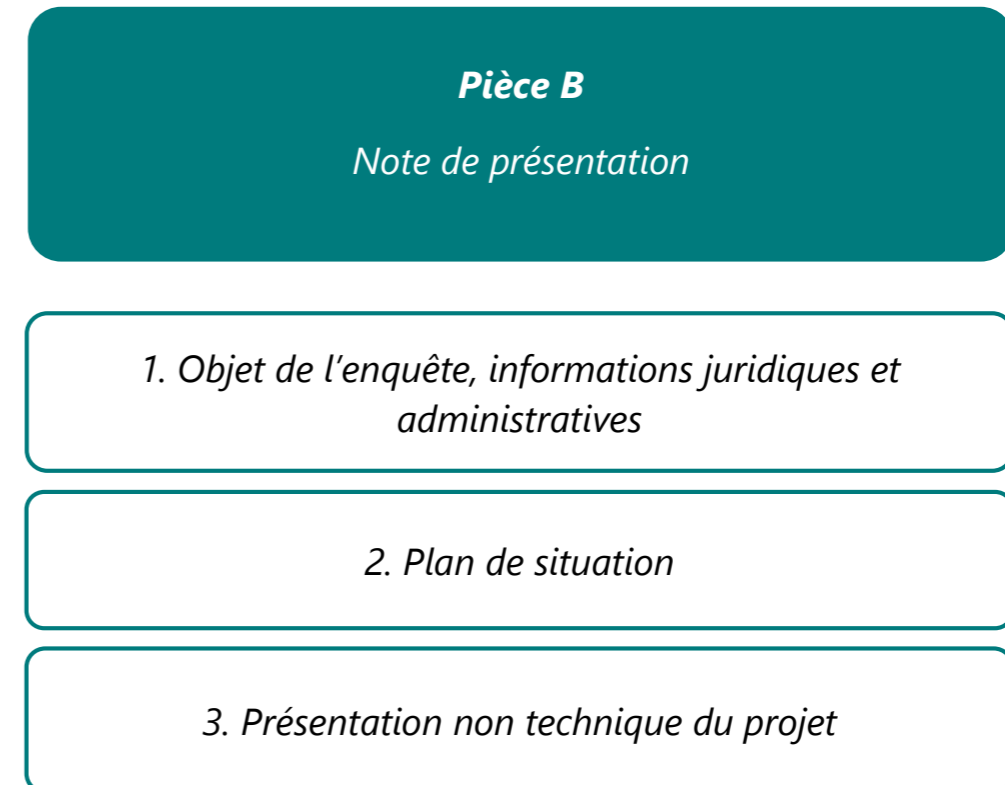 Pièce B
Note de présentation
1. Objet de l’enquête, informations juridiques et
administratives
2. Plan de situation
3. Présentation non technique du projet